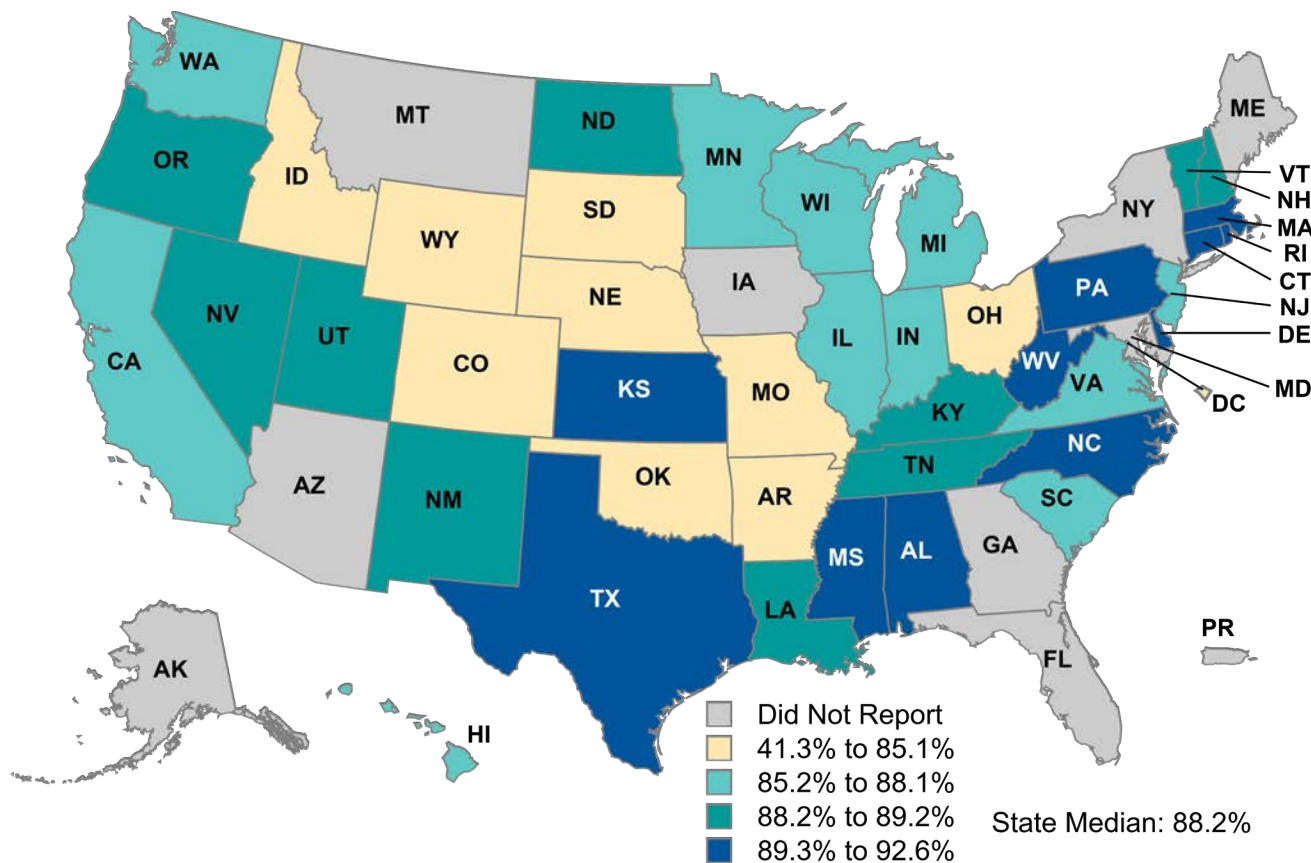 WA
MT
ND
MN
ME
OR
ID
SD
WI
MI
NY
VT
NH
MA
RI
CT
NJ
DE
MD
DC
WY
NE
IA
PA
NV
UT
CO
KS
MO
IL
IN
OH
WV
VA
CA
KY
NC
AZ
NM
OK
AR
TN
SC
TX
LA
MS
AL
GA
FL
PR
AK
HI
Did Not Report
41.3% to 85.1%
85.2% to 88.1%
88.2% to 89.2%
89.3% to 92.6%
State Median: 88.2%